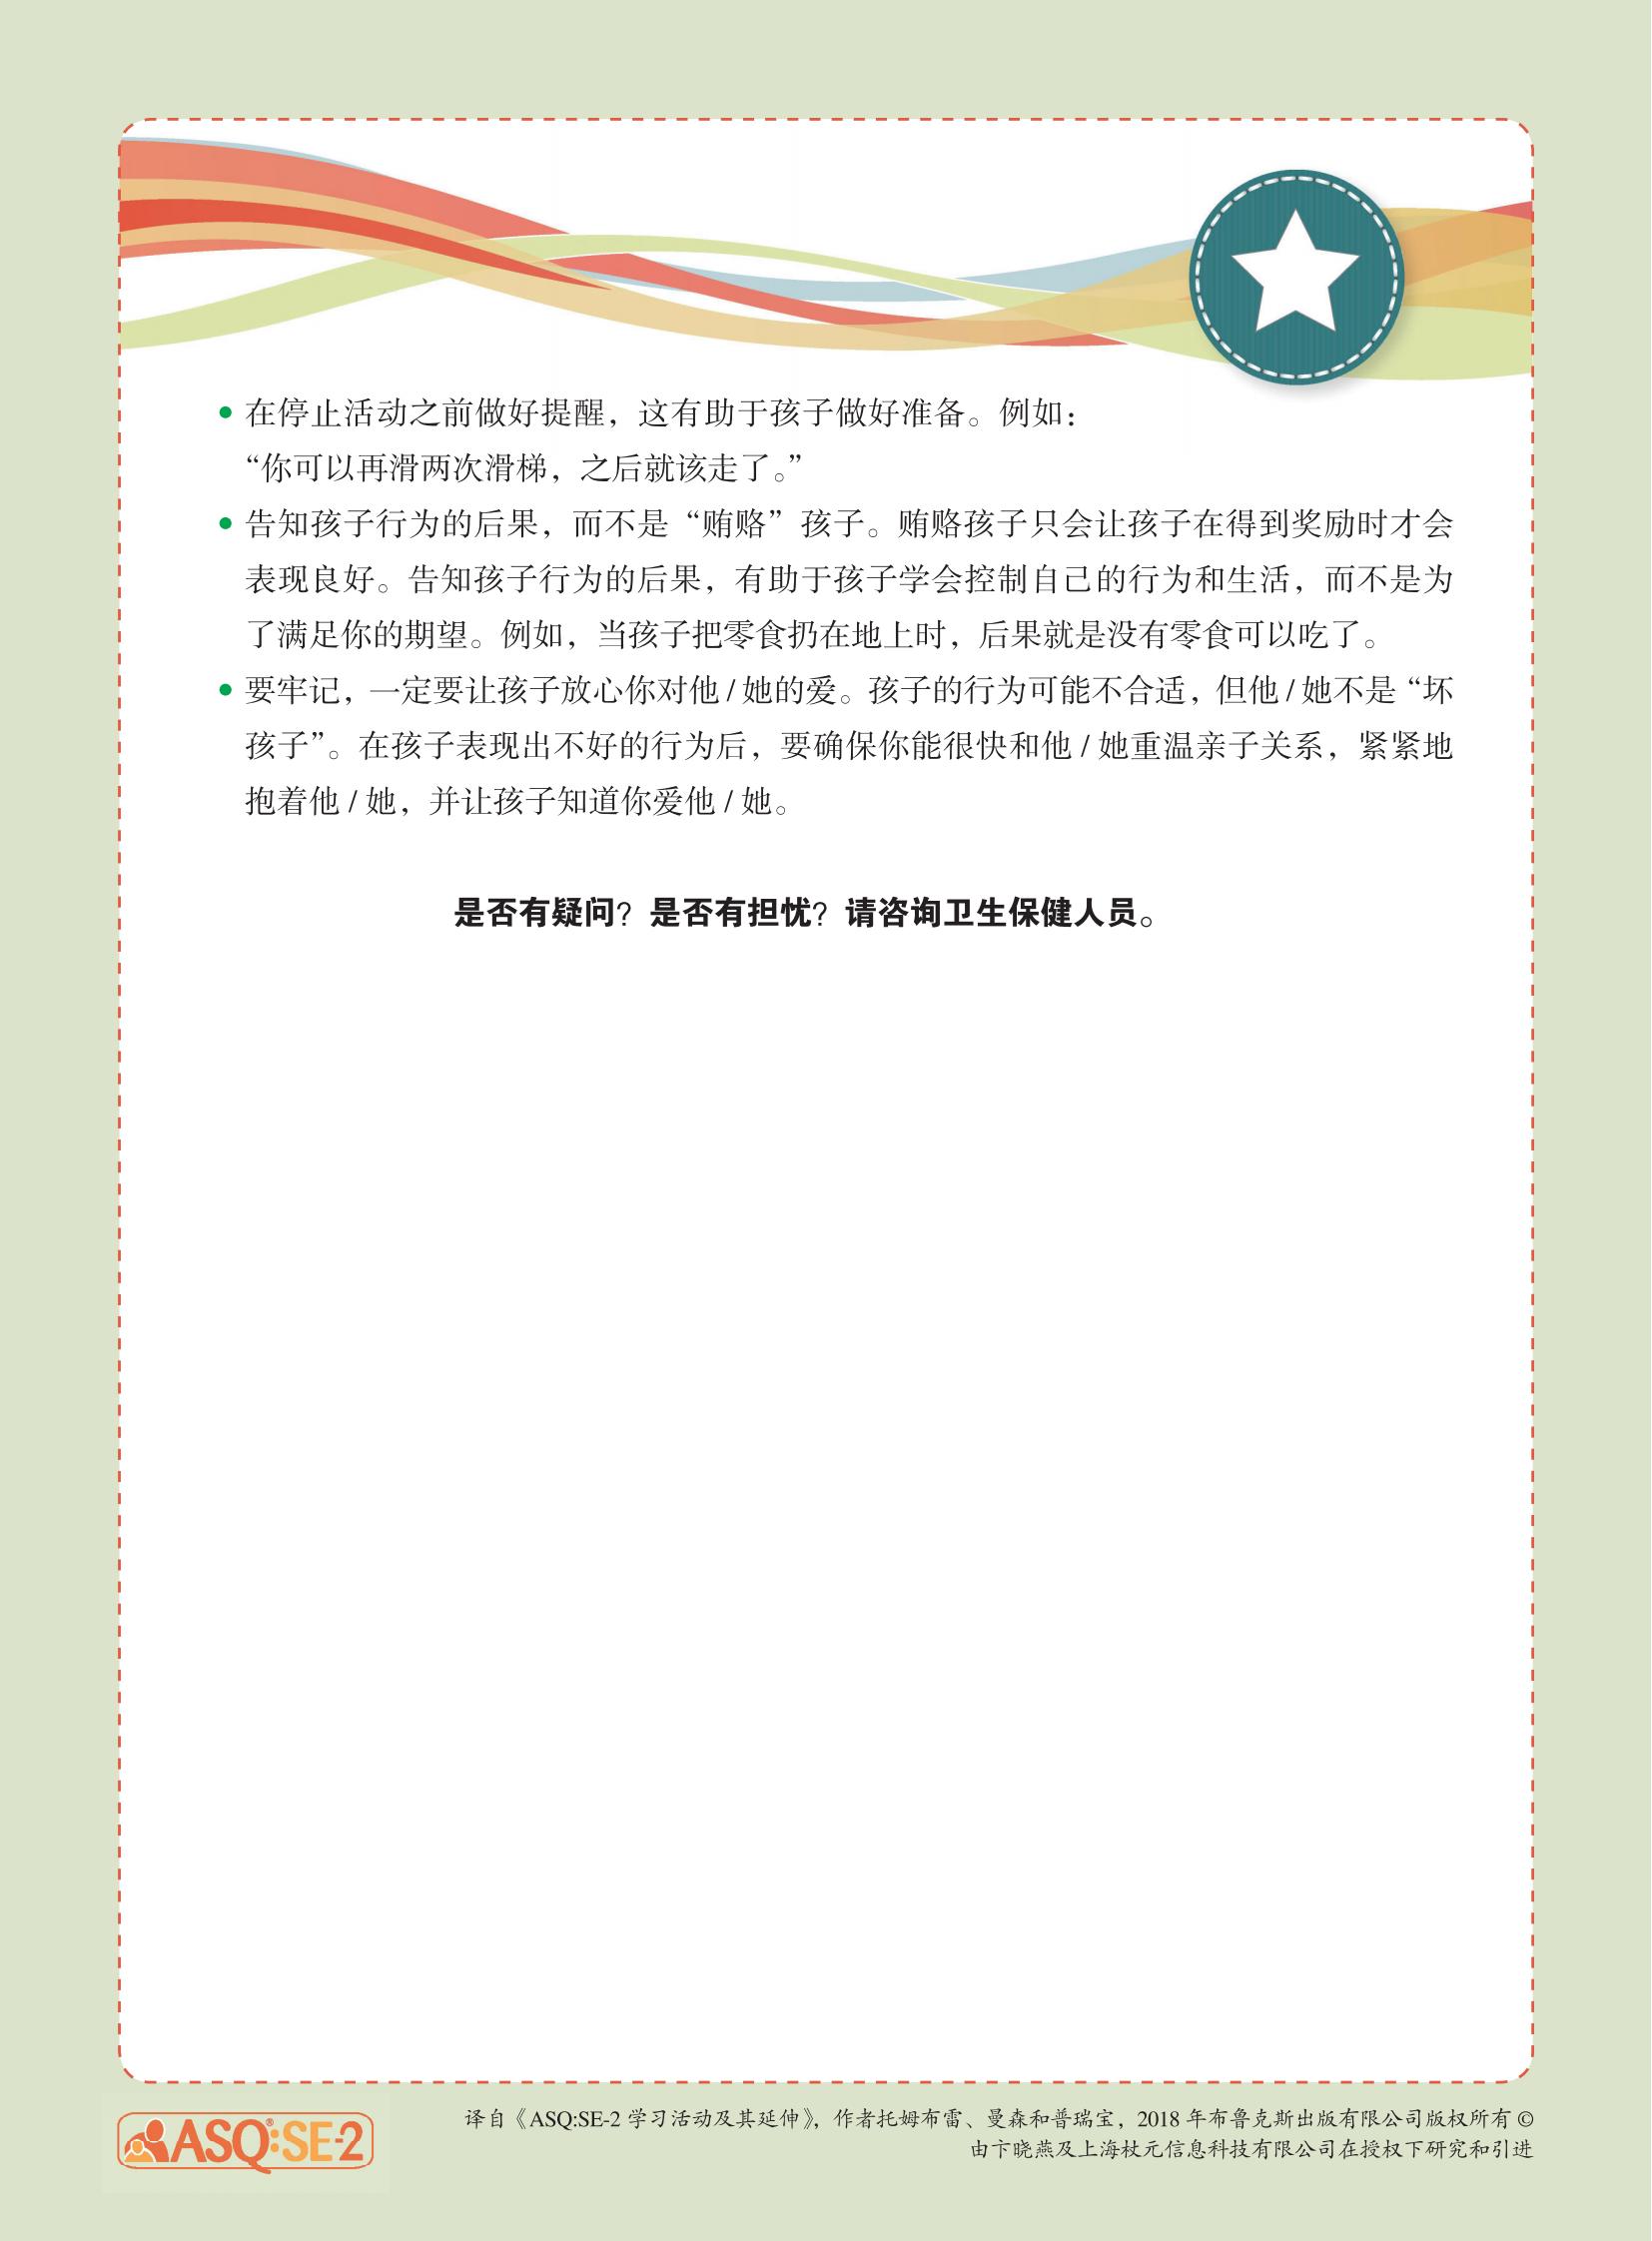 • 在停止活动之前做好提醒，这有助于孩子做好准备。例如：
“你可以再滑两次滑梯，之后就该走了。”
• 告知孩子行为的后果，而不是“贿赂”孩子。贿赂孩子只会让孩子在得到奖励时才会
表现良好。告知孩子行为的后果，有助于孩子学会控制自己的行为和生活，而不是为
了满足你的期望。例如，当孩子把零食扔在地上时，后果就是没有零食可以吃了。
• 要牢记，一定要让孩子放心你对他 / 她的爱。孩子的行为可能不合适，但他 / 她不是“坏
孩子”。在孩子表现出不好的行为后，要确保你能很快和他 / 她重温亲子关系，紧紧地
抱着他 / 她，并让孩子知道你爱他 / 她。
是否有疑问？是否有担忧？请咨询卫生保健人员。
ASQ®:SE-2
译自《ASQ:SE-2 学习活动及其延伸》，作者托姆布雷、曼森和普瑞宝，2018 年布鲁克斯出版有限公司版权所有 ©
由卞晓燕及上海杖元信息科技有限公司在授权下研究和引进